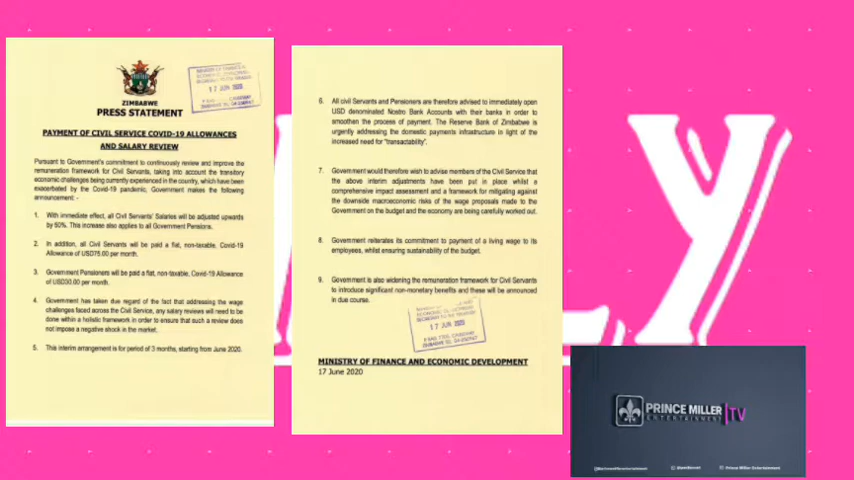 ZIMBABWE
PRESS STATEMENT
PAYMENT OF CIVIL SERVICE COVID-19 ALLOWANCES
AND SALARY REVIEW
Pursuant to Government's commitment to continuously review and improve the
remuneration framework for Civil Servants, taking into account the transitory
economic challenges being currently experienced in the country, which have been
exacerbated by the Covid-19 pandemic, Government makes the following
announcement: -
1. With immediate effect, all Civil Servants' Salaries will be adjusted upwards
by 50%. This increase also applies to all Government Pensions.
2. In addition, all Civil Servants will be paid a flat, non-taxable, Covid-19
Allowance of USD75.00 per month.
3. Government Pensioners will be paid a flat, non-taxable, Covid-19 Allowance
of USD30.00 per month.
4. Government has taken due regard of the fact that addressing the wage
challenges faced across the Civil Service, any salary reviews will need to be
done within a holistic framework in order to ensure that such a review does
not impose a negative shock in the market.
5. This interim arrangement is for period of 3 months, starting from June 2020.
17 JUN 2020
6. All civil Servants and Pensioners are therefore advised to immediately open
USD denominated Nostro Bank Accounts with their banks in order to
smoothen the process of payment. The Reserve Bank of Zimbabwe is
urgently addressing the domestic payments infrastructure in light of the
increased need for "transactability".
7. Government would therefore wish to advise members of the Civil Service that
the above interim adjustments have been put in place whilst a
comprehensive impact assessment and a framework for mitigating against
the downside macroeconomic risks of the wage proposals made to the
Government on the budget and the economy are being carefully worked out.
8. Government reiterates its commitment to payment of a living wage to its
employees, whilst ensuring sustainability of the budget.
9. Government is also widening the remuneration framework for Civil Servants
to introduce significant non-monetary benefits and these will be announced
in due course.
17 JUN 2020
MINISTRY OF FINANCE AND ECONOMIC DEVELOPMENT
17 June 2020
LY
PRINCE MILLER TV
ENTERTAINMENT
Prince Miller Entertainment